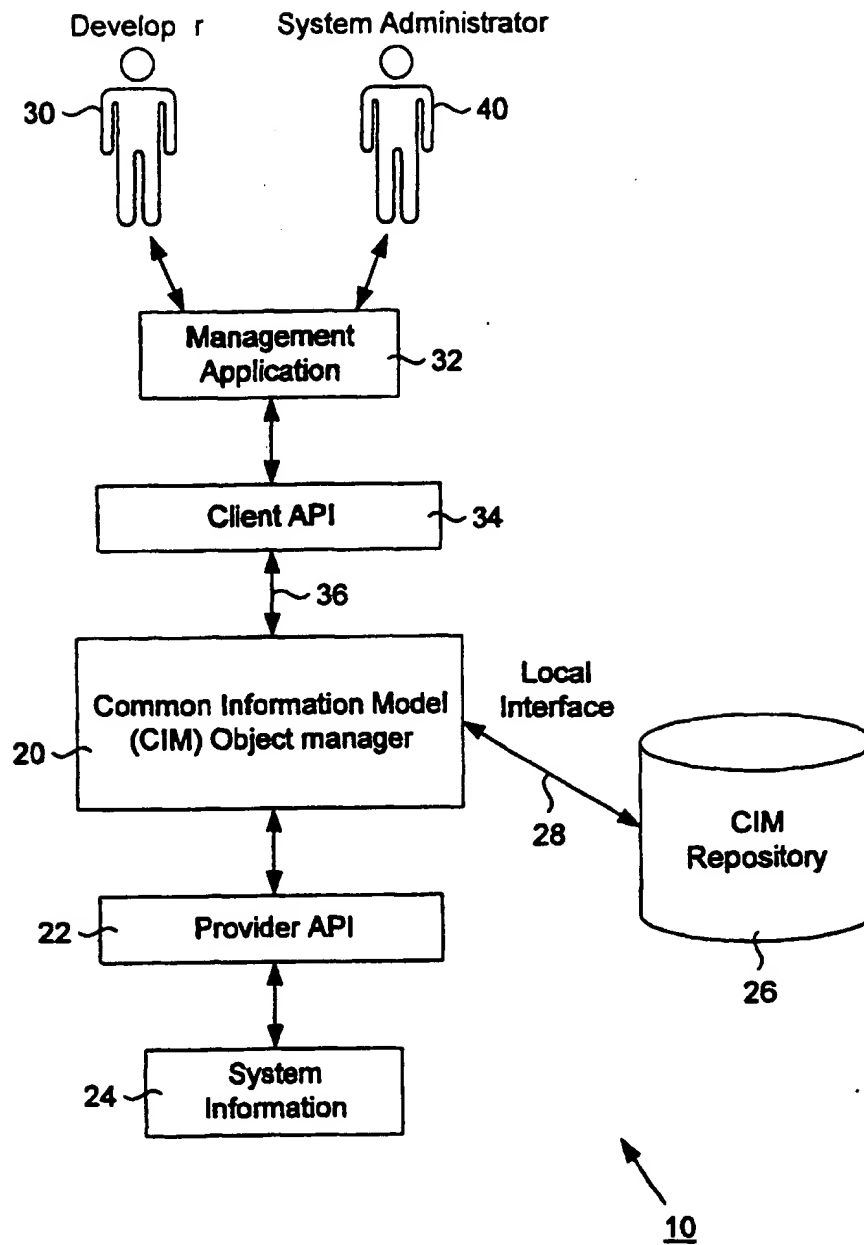 Develop r
System Administrator
30
40
Management
Application
32
Client API
34
36
Common Information Model
(CIM) Object manager
20
Local
Interface
28
CIM
Repository
26
22
Provider API
24
System
Information
10